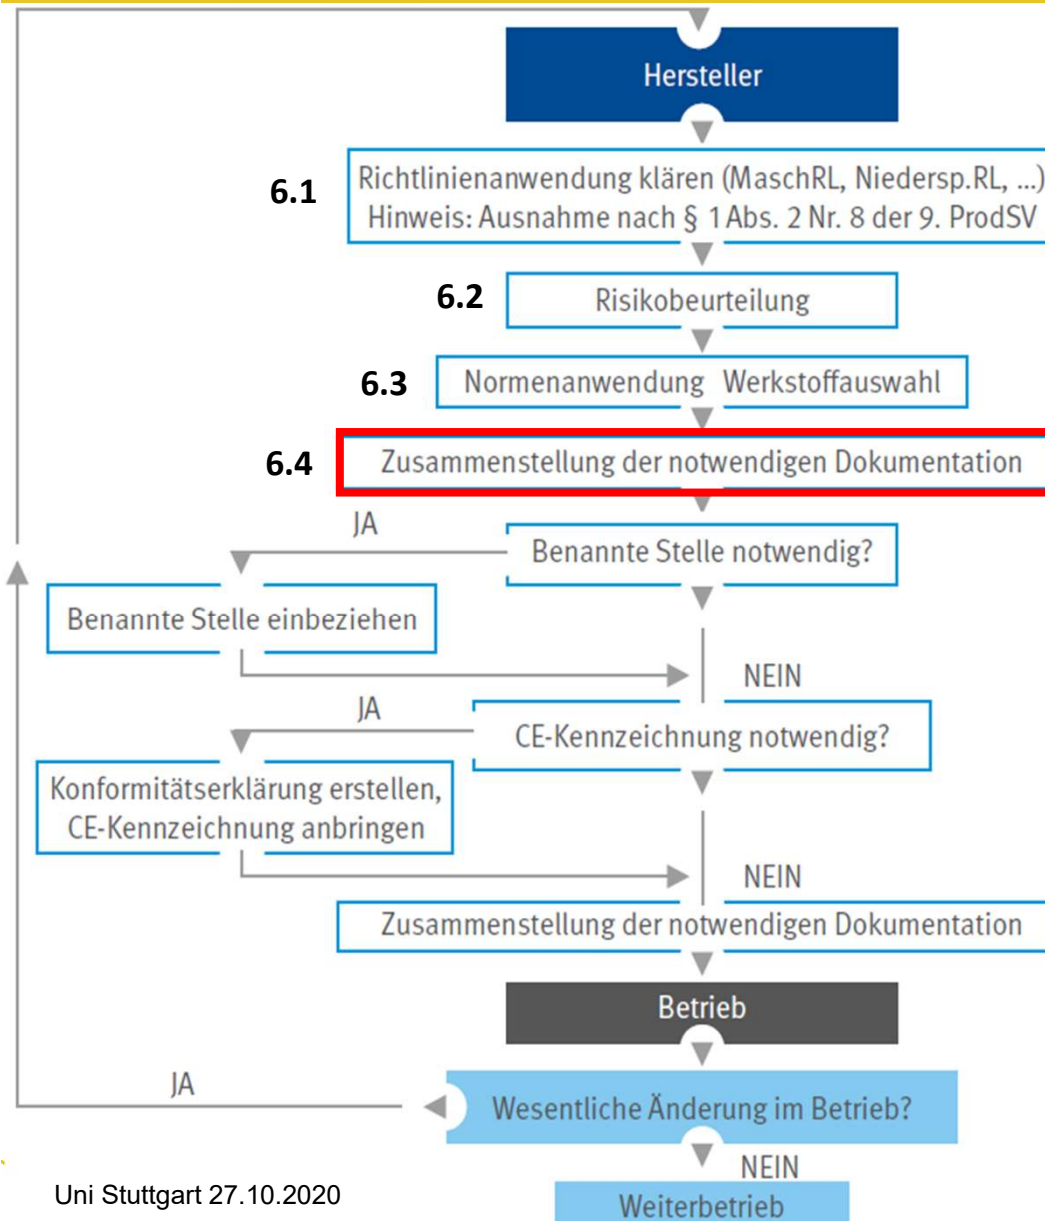 Hersteller
6.1
Richtlinienanwendung klären (MaschRL, Niedersp.RL, ...)
Hinweis: Ausnahme nach § 1 Abs. 2 Nr. 8 der 9. ProdSV
6.2
Risikobeurteilung
6.3
Normenanwendung Werkstoffauswahl
6.4
Zusammenstellung der notwendigen Dokumentation
JA
Benannte Stelle notwendig?
Benannte Stelle einbeziehen
NEIN
JA
CE-Kennzeichnung notwendig?
Konformitätserklärung erstellen,
CE-Kennzeichnung anbringen
NEIN
Zusammenstellung der notwendigen Dokumentation
Betrieb
JA
Wesentliche Änderung im Betrieb?
NEIN
Uni Stuttgart 27.10.2020
Weiterbetrieb